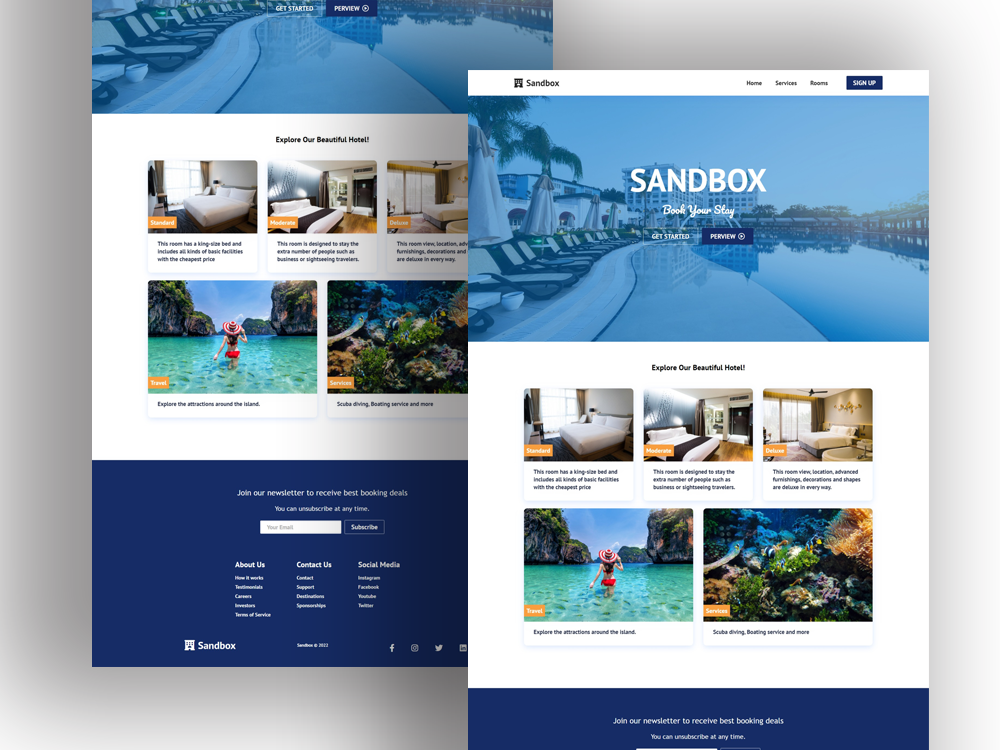 GET STARTED PERVIEW
Explore Our Beautiful Hotel!
Standard
This room has a king-size bed and
includes all kinds of basic facilities
with the cheapest price
Moderate
This room is designed to stay the
extra number of people such as
business or sightseeing travelers.
Deluxe
This room view, location, adv
furnishings, decorations and
are deluxe in every way.
Travel
Explore the attractions around the island.
Services
Scuba diving, Boating service and more
Join our newsletter to receive best booking deals
You can unsubscribe at any time.
Your Email Subscribe
About Us
How it works
Testimonials
Careers
Investors
Terms of Service
Contact Us
Contact
Support
Destinations
Sponsorships
Social Media
Instagram
Facebook
Youtube
Twitter
Sandbox
Sandbox © 2022
Sandbox
Home Services Rooms SIGN UP
SANDBOX
Book Your Stay
GET STARTED PERVIEW
Explore Our Beautiful Hotel!
Standard
This room has a king-size bed and
includes all kinds of basic facilities
with the cheapest price
Moderate
This room is designed to stay the
extra number of people such as
business or sightseeing travelers.
Deluxe
This room view, location, advanced
furnishings, decorations and shapes
are deluxe in every way.
Travel
Explore the attractions around the island.
Services
Scuba diving, Boating service and more
Join our newsletter to receive best booking deals
You can unsubscribe at any time.